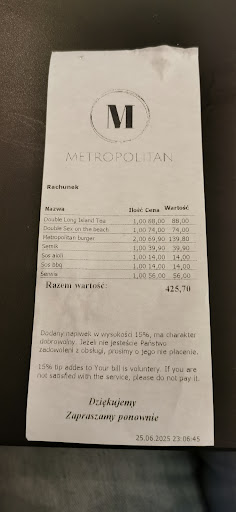 M
METROPOLITAN
Rachunek
Nazwa Ilość Cena Wartość
Double Long Island Tea 1,00 88,00 88,00
Double Sex on the beach 1,00 74,00 74,00
Metropolitan burger 2,00 69,90 139,80
Sernik 1,00 39,90 39,90
Sos aioli 1,00 14,00 14,00
Sos bbq 1,00 14,00 14,00
Serwis 1,00 56,00 56,00
Razem wartość: 425,70
Dodany napiwek w wysokości 15%, ma charakter
dobrowolny. Jeżeli nie jesteście Państwo
zadowoleni z obsługi, prosimy o jego nie płacenie.
15% tip addes to Your bill is voluntery. If you are
not satisfied with the service, please do not pay it.
Dziękujemy
Zapraszamy ponownie
25.06.2025 23:06:45